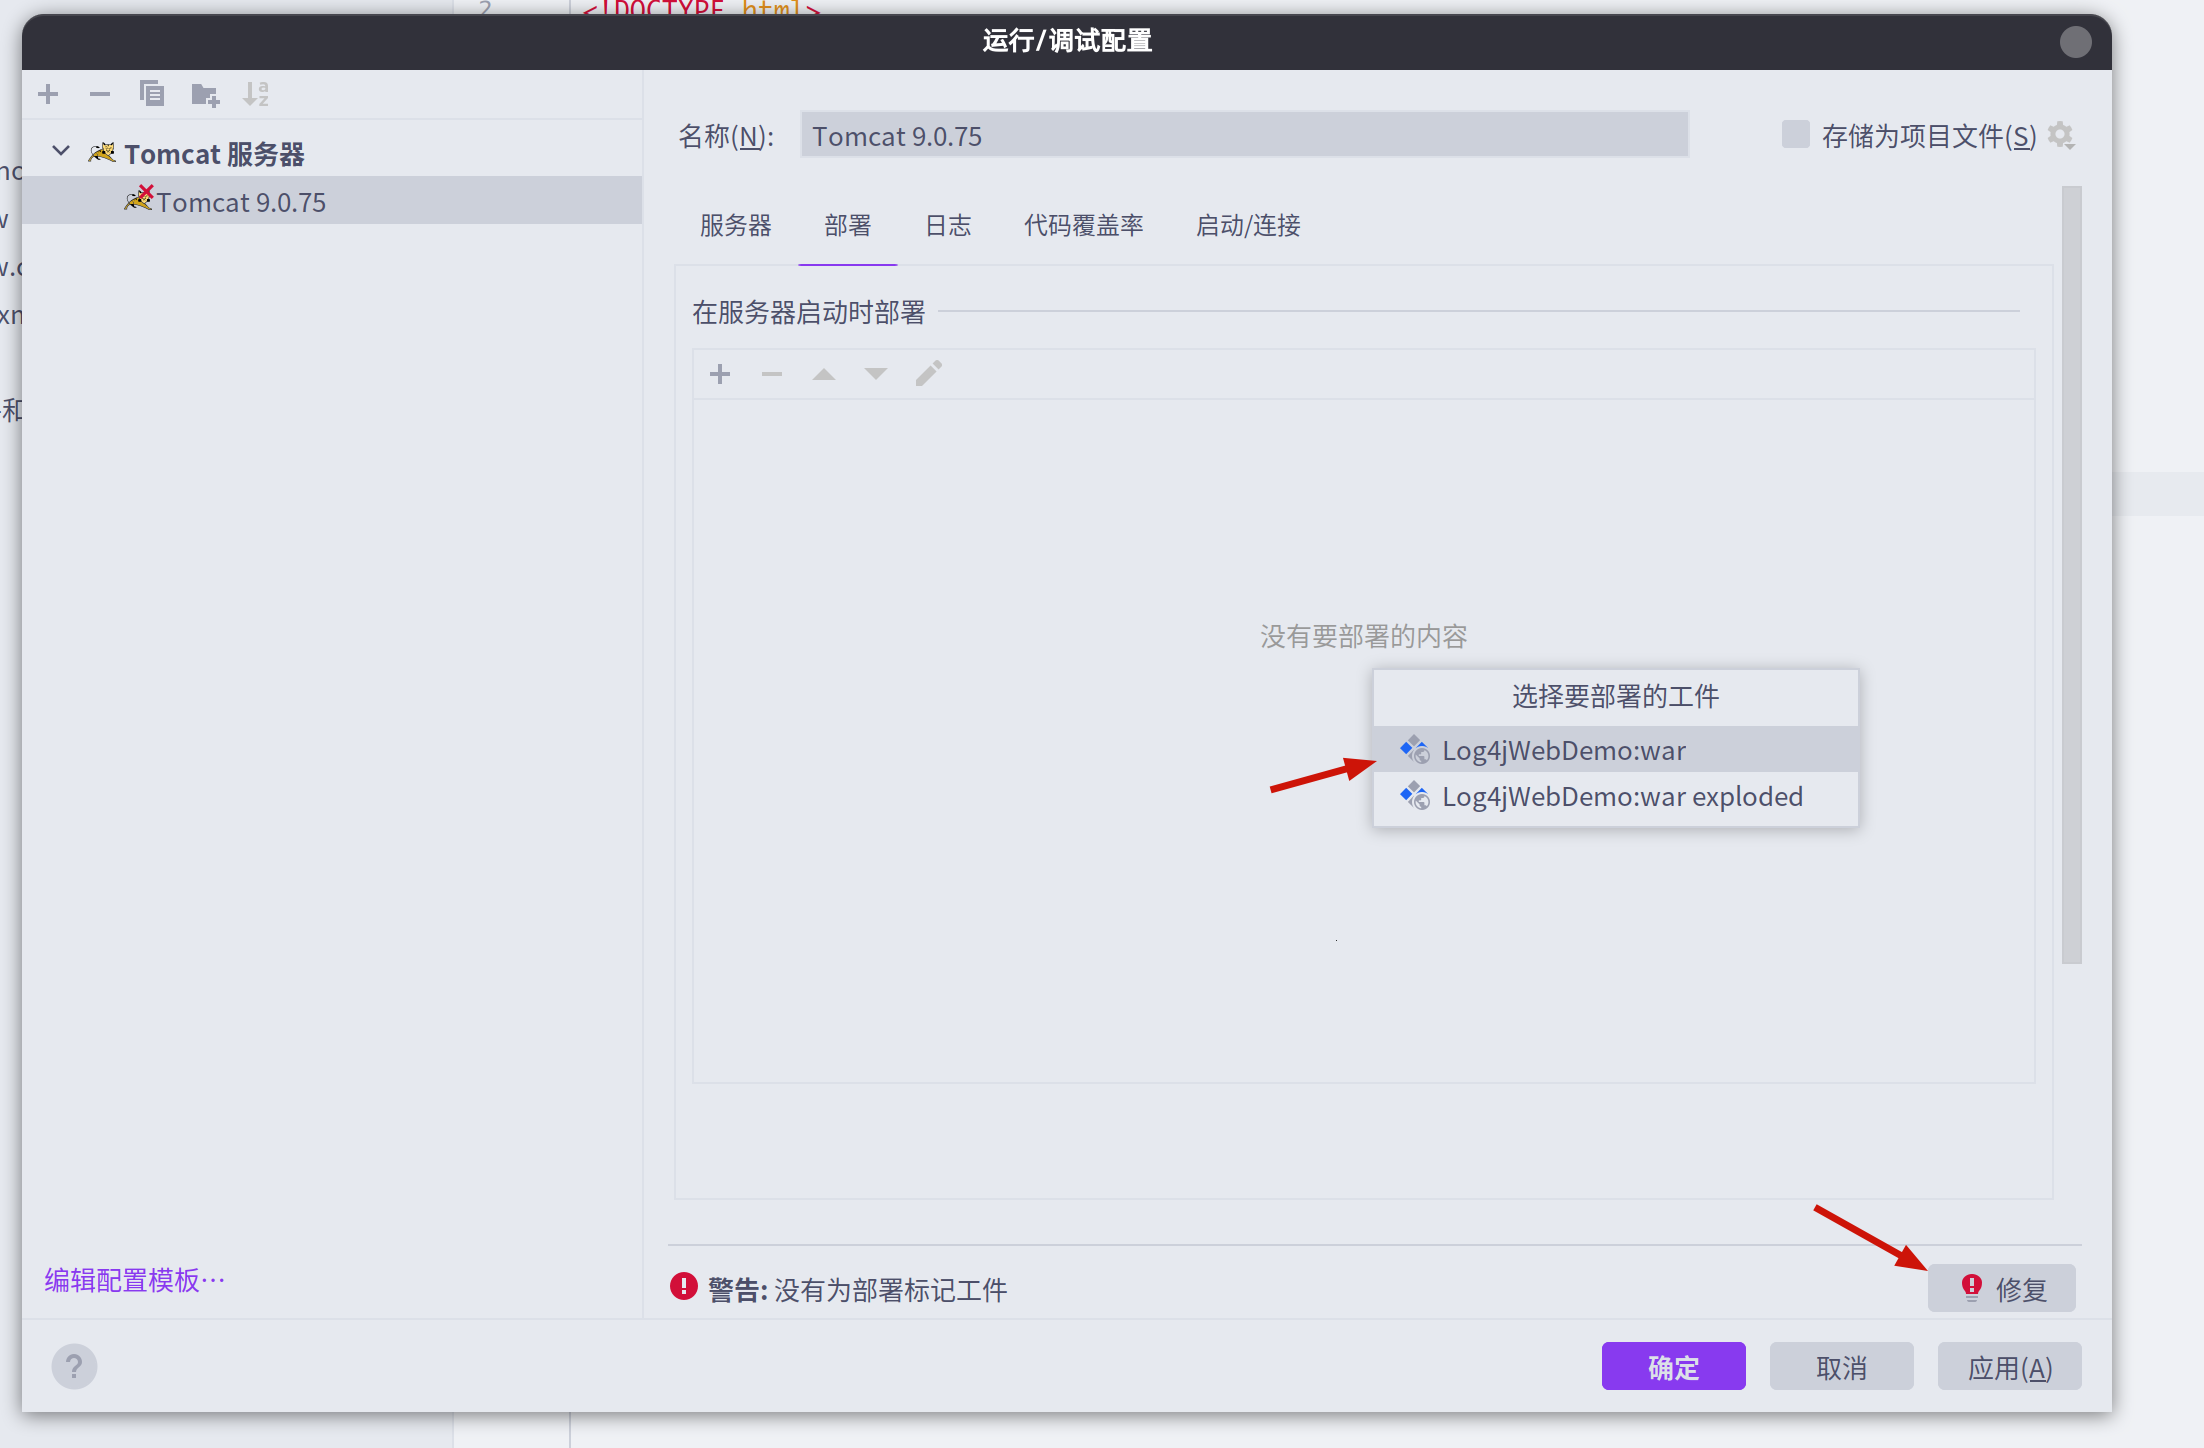 2 <!DOCTYPE html>
运行/调试配置
Tomcat 服务器
Tomcat 9.0.75
名称(N):
Tomcat 9.0.75
存储为项目文件(S)
服务器 部署 日志 代码覆盖率 启动/连接
在服务器启动时部署
没有要部署的内容
选择要部署的工件
Log4jWebDemo:war
Log4jWebDemo:war exploded
编辑配置模板…
警告: 没有为部署标记工件
修复
?
确定 取消 应用(A)